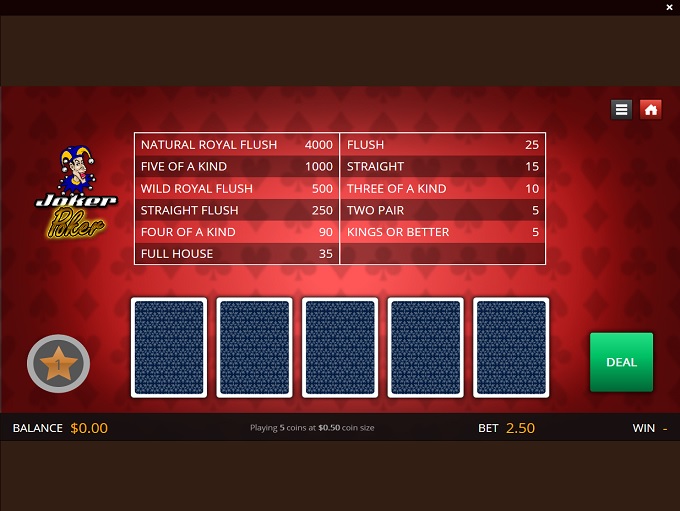 ×
NATURAL ROYAL FLUSH 4000
FIVE OF A KIND 1000
WILD ROYAL FLUSH 500
STRAIGHT FLUSH 250
FOUR OF A KIND 90
FULL HOUSE 35
FLUSH 25
STRAIGHT 15
THREE OF A KIND 10
TWO PAIR 5
KINGS OR BETTER 5
Joker
Poker
1
DEAL
BALANCE $0.00
Playing 5 coins at $0.50 coin size
BET 2.50
WIN -